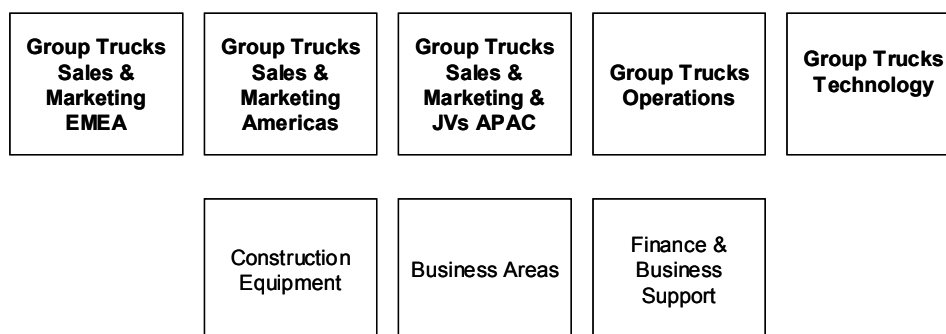 Group Trucks
Sales &
Marketing
EMEA
Group Trucks
Sales &
Marketing
Americas
Group Trucks
Sales &
Marketing &
JVs APAC
Group Trucks
Operations
Group Trucks
Technology
Construction
Equipment
Business Areas
Finance &
Business
Support